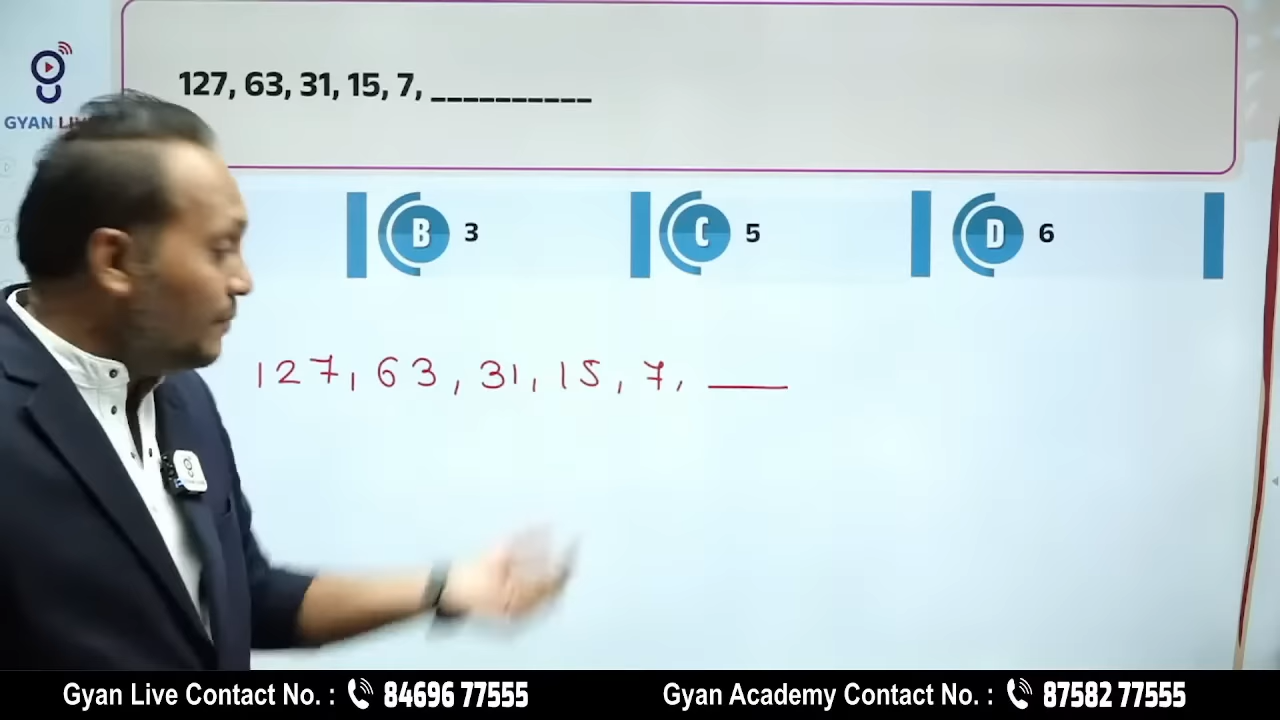 127, 63, 31, 15, 7, __________
GYAN LIV
B 3
C 5
D 6
127, 63, 31, 15, 7, ___
Gyan Live Contact No. : 84696 77555
Gyan Academy Contact No. : 87582 77555